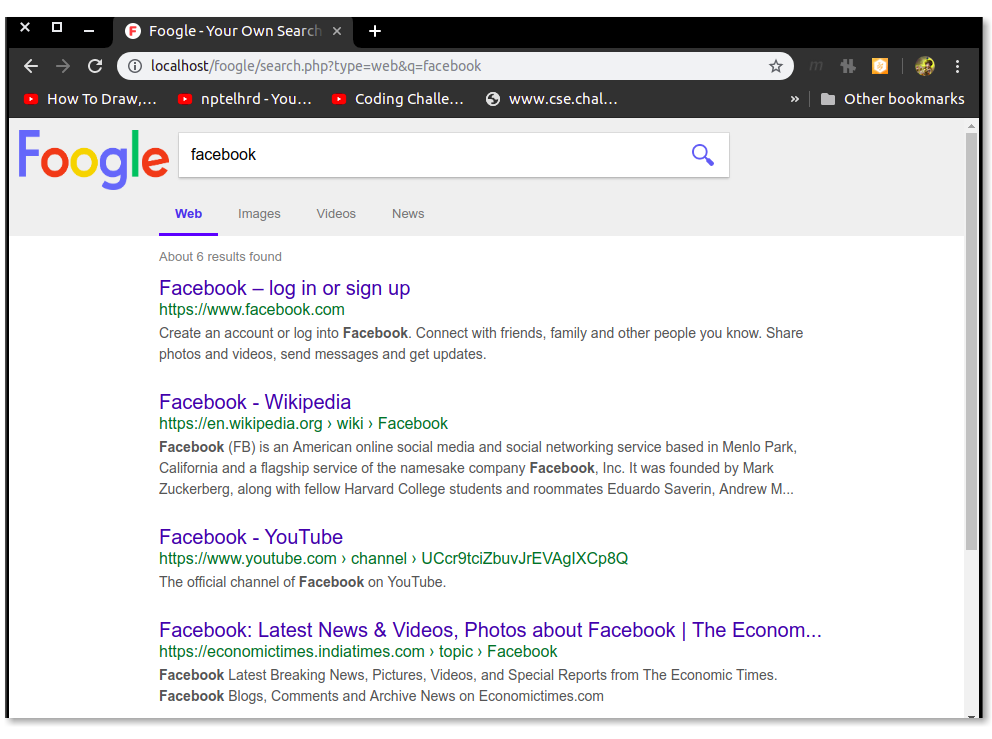 Foogle - Your Own Search
localhost/foogle/search.php?type=web&q=facebook
How To Draw,... nptelhrd - You... Coding Challe... www.cse.chal... » Other bookmarks
Foogle
facebook
Web Images Videos News
About 6 results found
Facebook – log in or sign up
https://www.facebook.com
Create an account or log into Facebook. Connect with friends, family and other people you know. Share
photos and videos, send messages and get updates.
Facebook - Wikipedia
https://en.wikipedia.org › wiki › Facebook
Facebook (FB) is an American online social media and social networking service based in Menlo Park,
California and a flagship service of the namesake company Facebook, Inc. It was founded by Mark
Zuckerberg, along with fellow Harvard College students and roommates Eduardo Saverin, Andrew M...
Facebook - YouTube
https://www.youtube.com › channel › UCcr9tciZbuvJrEVAgIXCp8Q
The official channel of Facebook on YouTube.
Facebook: Latest News & Videos, Photos about Facebook | The Econom...
https://economictimes.indiatimes.com › topic › Facebook
Facebook Latest Breaking News, Pictures, Videos, and Special Reports from The Economic Times.
Facebook Blogs, Comments and Archive News on Economictimes.com